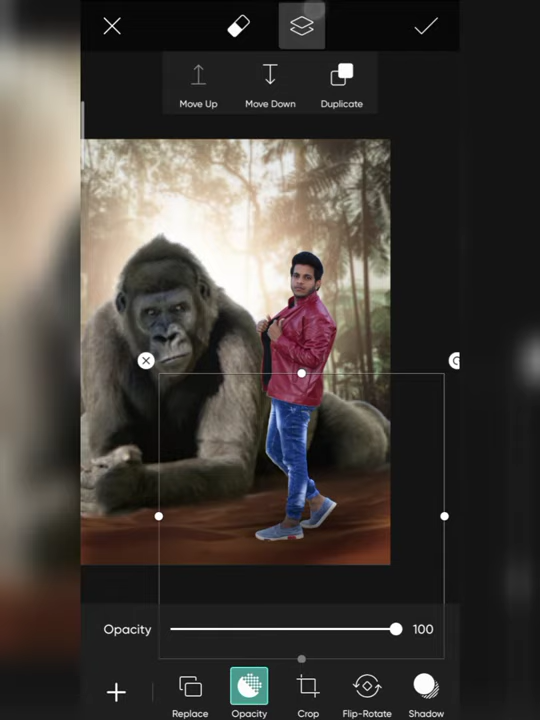 Move Up Move Down Duplicate
Opacity 100
Replace Opacity Crop Flip-Rotate Shadow